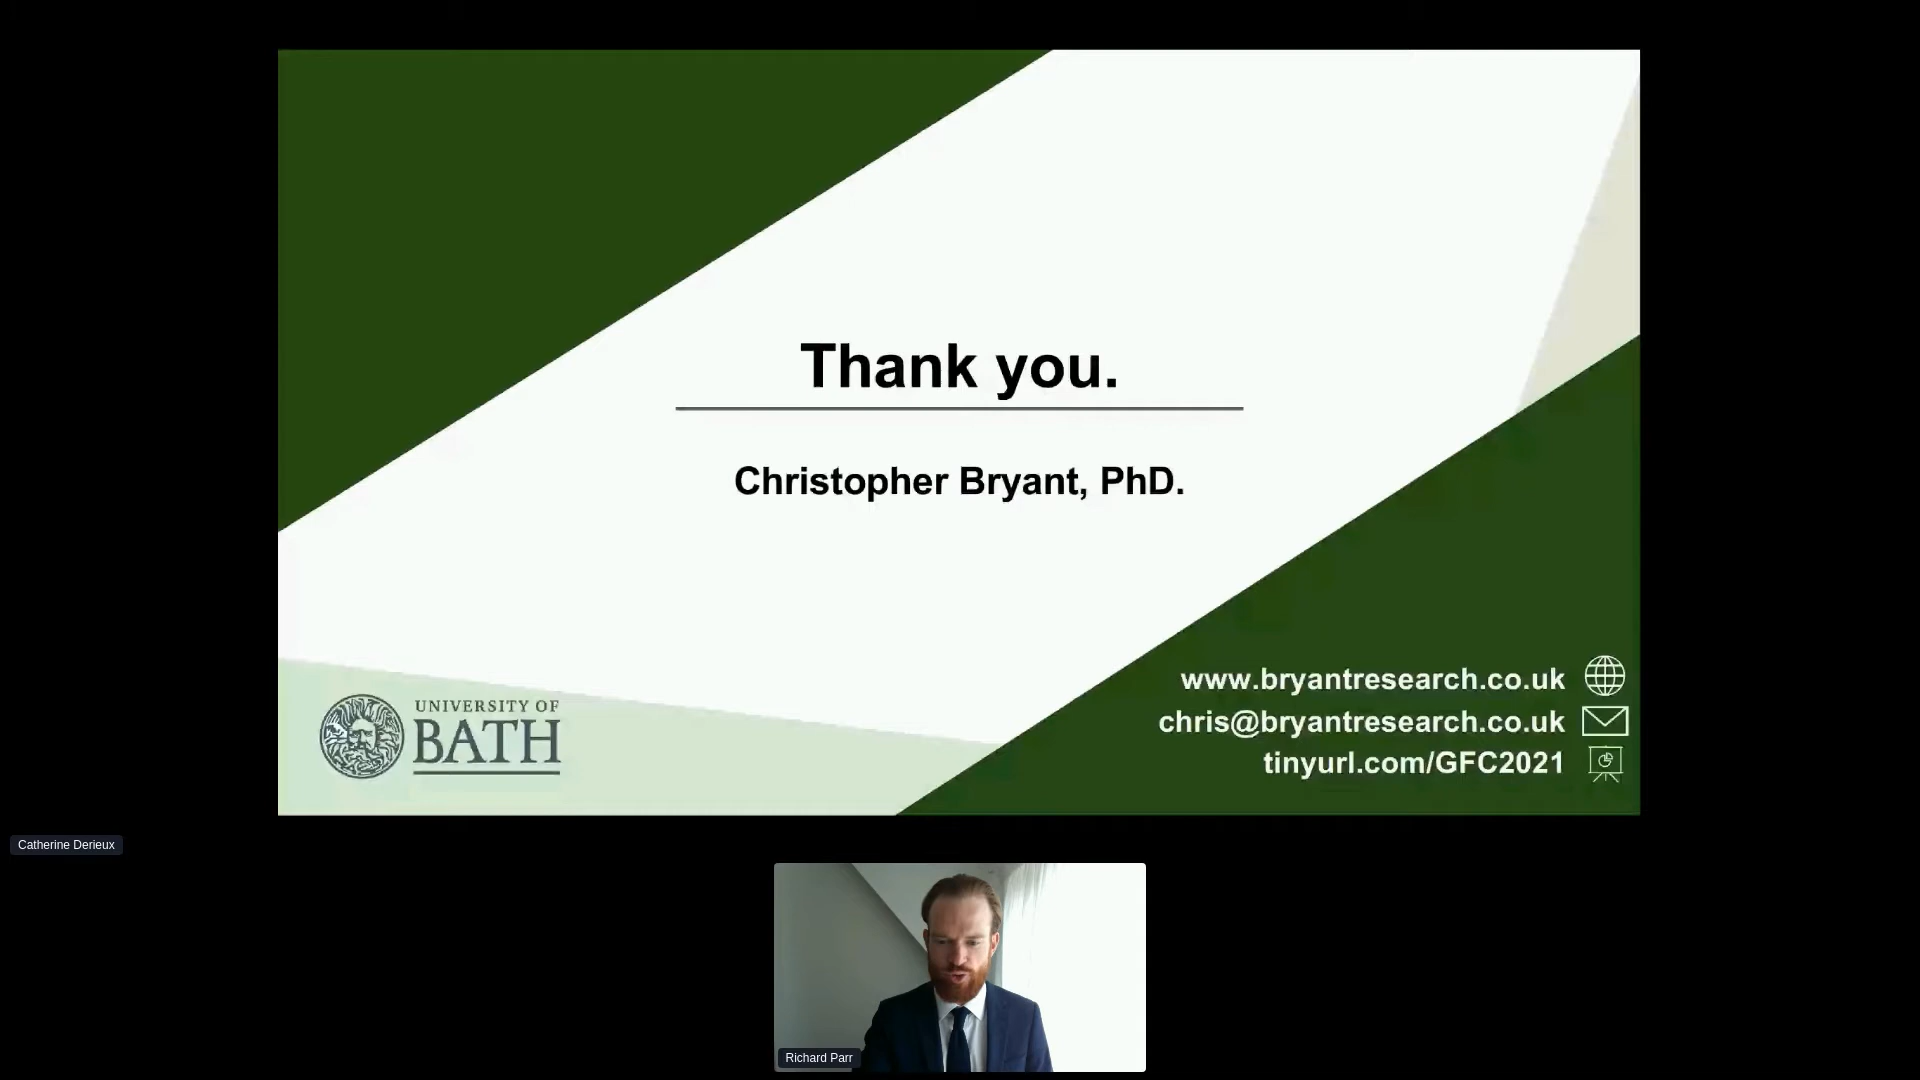 Thank you.
Christopher Bryant, PhD.
UNIVERSITY OF
BATH
www.bryantresearch.co.uk
chris@bryantresearch.co.uk
tinyurl.com/GFC2021
Catherine Derieux
Richard Parr